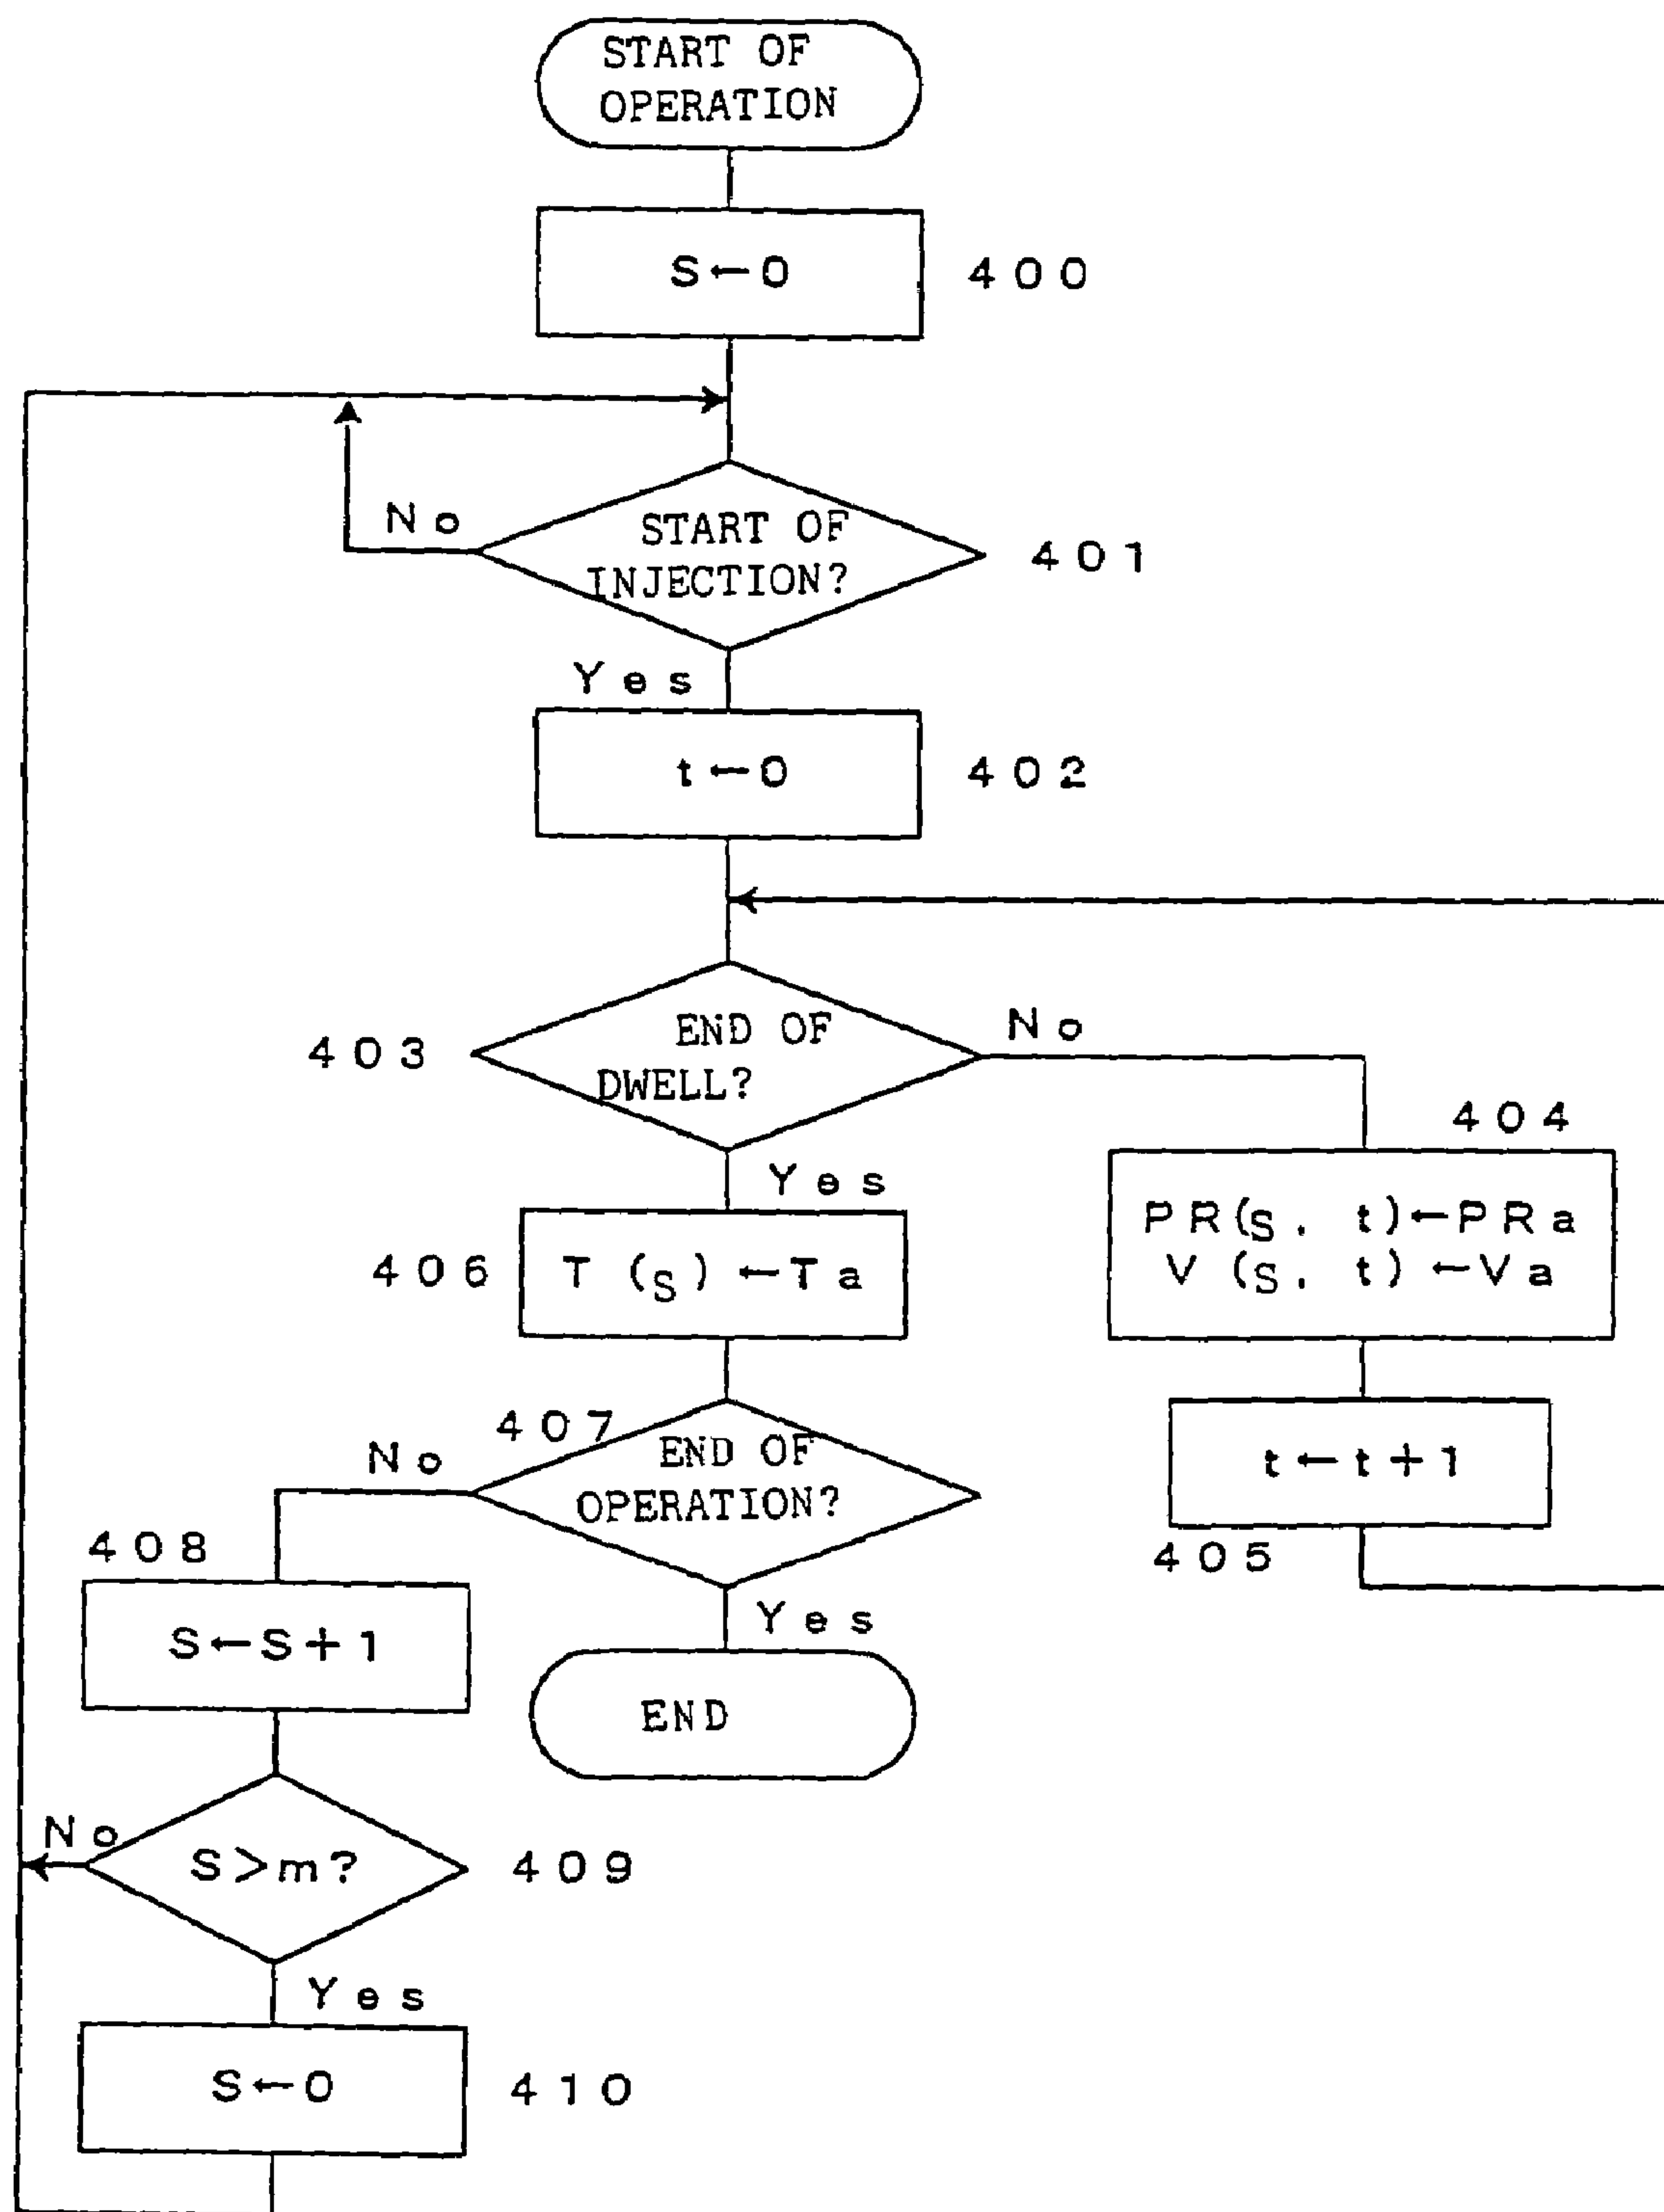 START OF
OPERATION
S←0
400
No
START OF
INJECTION?
401
Yes
t←0
402
403
END OF
DWELL?
No
404
Yes
PR(S. t)←PRa
V (S. t) ←Va
406
T (S) ←Ta
407
No
END OF
OPERATION?
t←t+1
405
408
S←S+1
Yes
END
No
S>m?
409
Yes
S←0
410